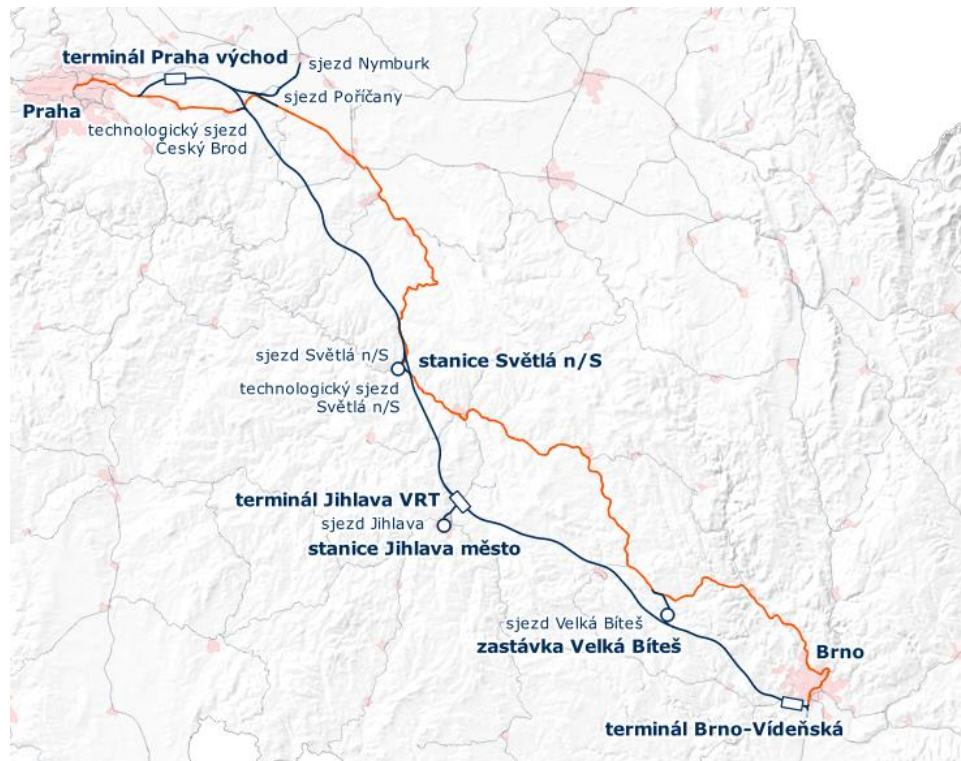 terminál Praha východ
sjezd Nymburk
sjezd Poříčany
Praha
technologický sjezd
Český Brod
sjezd Světlá n/S
stanice Světlá n/S
technologický sjezd
Světlá n/S
terminál Jihlava VRT
sjezd Jihlava
stanice Jihlava město
sjezd Velká Bíteš
zastávka Velká Bíteš
Brno
terminál Brno-Vídeňská